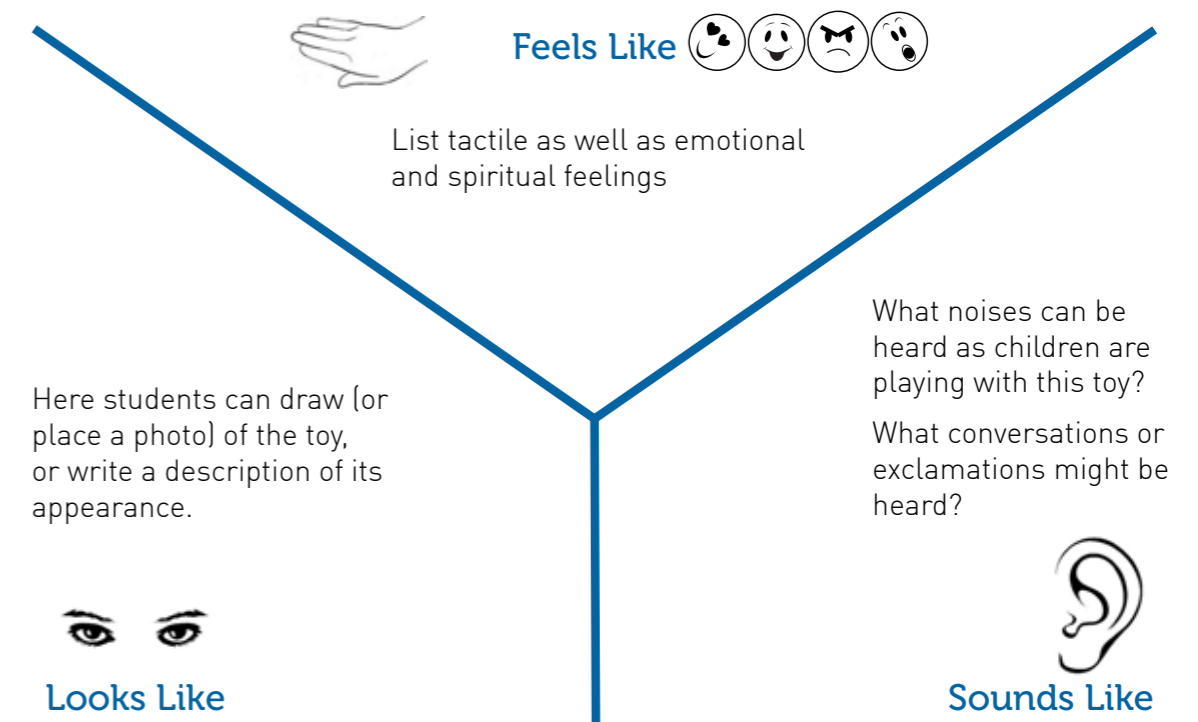 Feels Like
List tactile as well as emotional
and spiritual feelings
Here students can draw (or
place a photo) of the toy,
or write a description of its
appearance.
Looks Like
What noises can be
heard as children are
playing with this toy?
What conversations or
exclamations might be
heard?
Sounds Like